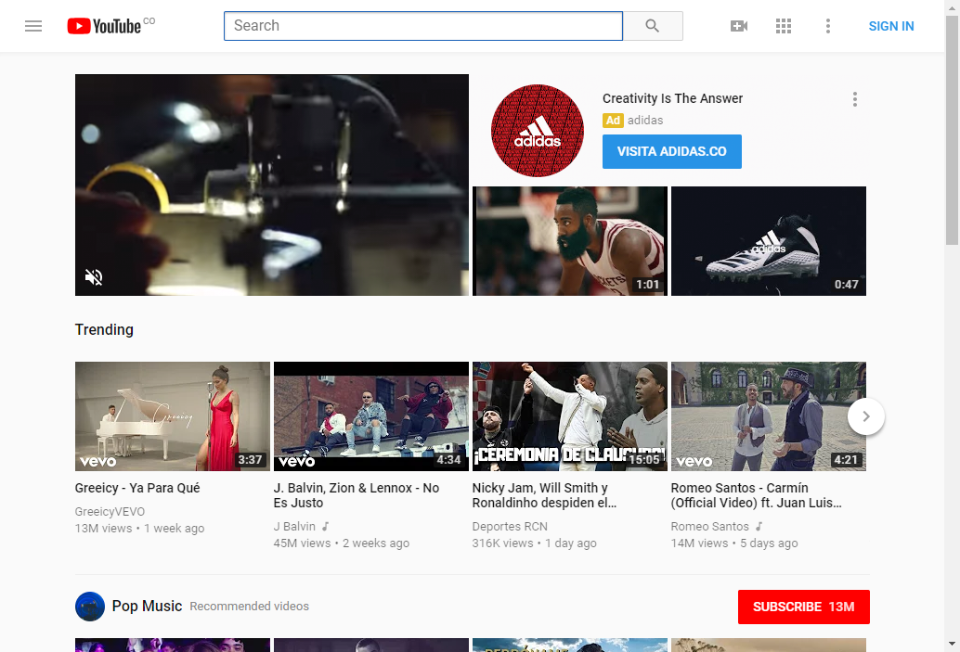 YouTube CO
Search
SIGN IN
Creativity Is The Answer
Ad adidas
VISITA ADIDAS.CO
adidas
adidas
1:01
0:47
Trending
Greeicy
vevo
3:37
vevo
4:34
¡CEREMONIA DE CLAUSURA!
15:05
vevo
4:21
Greeicy - Ya Para Qué
GreeicyVEVO
13M views • 1 week ago
J. Balvin, Zion & Lennox - No
Es Justo
J Balvin
45M views • 2 weeks ago
Nicky Jam, Will Smith y
Ronaldinho despiden el...
Deportes RCN
316K views • 1 day ago
Romeo Santos - Carmín
(Official Video) ft. Juan Luis...
Romeo Santos
14M views • 5 days ago
Pop Music Recommended videos
SUBSCRIBE 13M